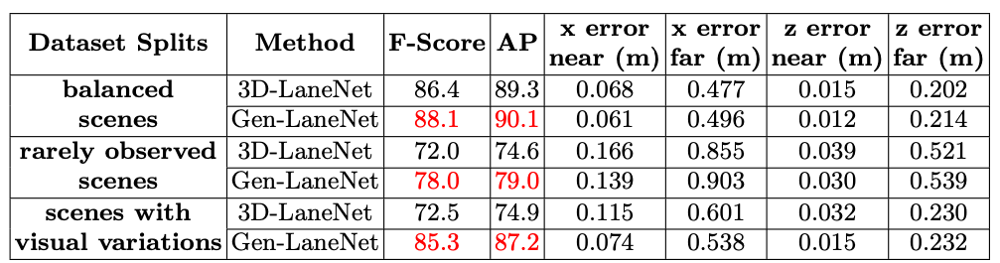 Dataset Splits Method F-Score AP x error near (m) x error far (m) z error near (m) z error far (m)
balanced scenes 3D-LaneNet 86.4 89.3 0.068 0.477 0.015 0.202
Gen-LaneNet 88.1 90.1 0.061 0.496 0.012 0.214
rarely observed scenes 3D-LaneNet 72.0 74.6 0.166 0.855 0.039 0.521
Gen-LaneNet 78.0 79.0 0.139 0.903 0.030 0.539
scenes with visual variations 3D-LaneNet 72.5 74.9 0.115 0.601 0.032 0.230
Gen-LaneNet 85.3 87.2 0.074 0.538 0.015 0.232